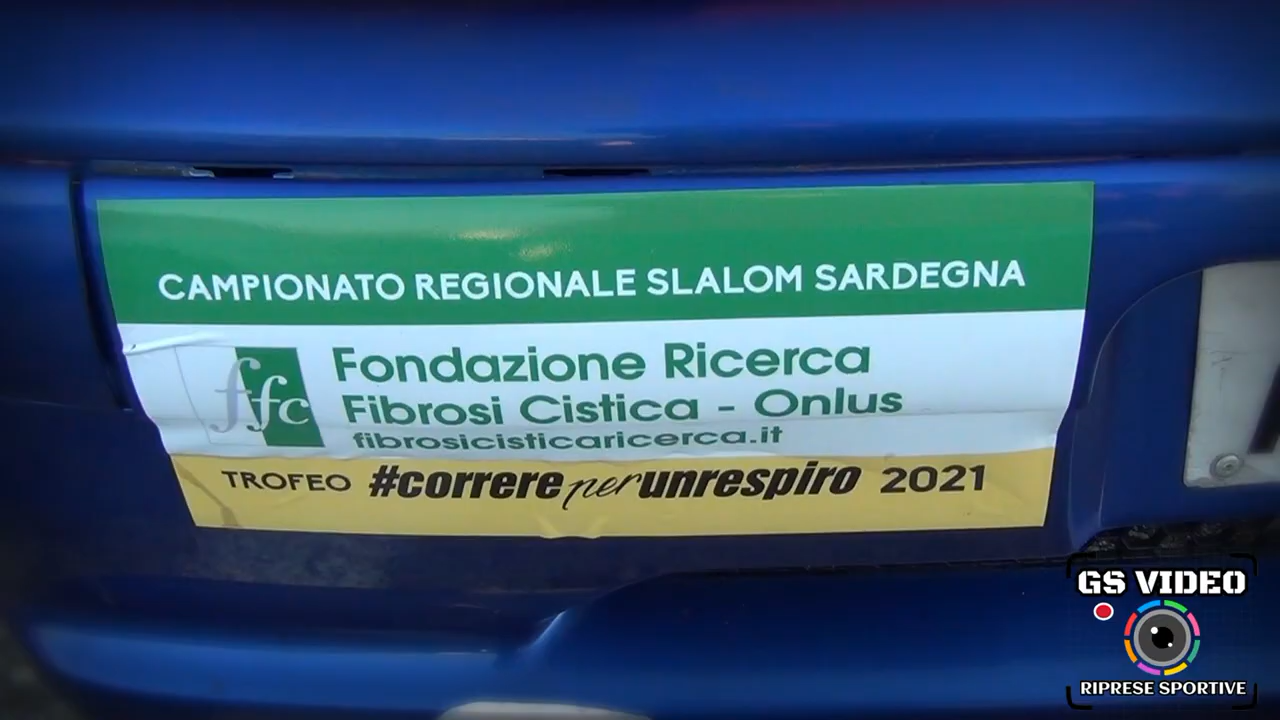 CAMPIONATO REGIONALE SLALOM SARDEGNA
ffc
Fondazione Ricerca
Fibrosi Cistica - Onlus
fibrosicisticaricerca.it
TROFEO #correreperunrespiro 2021
GS VIDEO
RIPRESE SPORTIVE